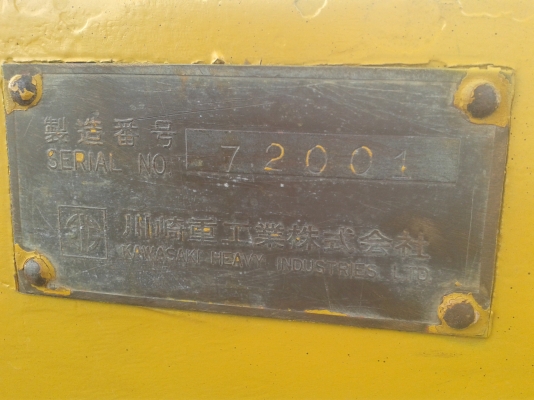 製造番号
SERIAL NO. 72001
川崎重工業株式会社
KAWASAKI HEAVY INDUSTRIES, LTD.